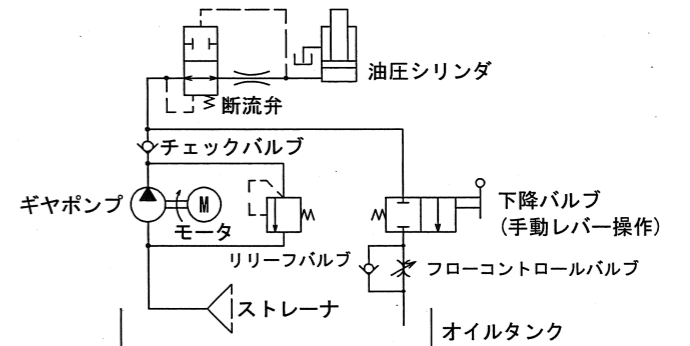 油圧シリンダ
断流弁
チェックバルブ
ギヤポンプ
M
モータ
下降バルブ
(手動レバー操作)
リリーフバルブ
フローコントロールバルブ
ストレーナ
オイルタンク